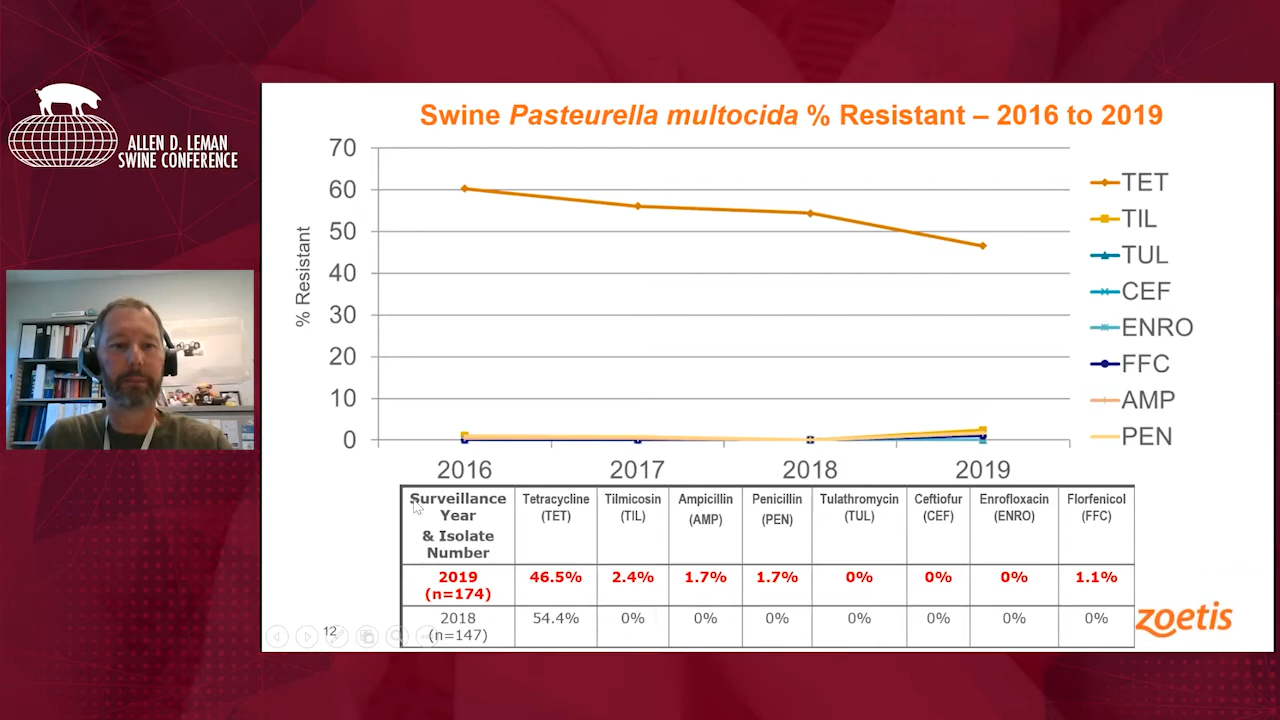 ALLEN D. LEMAN
SWINE CONFERENCE
Swine Pasteurella multocida % Resistant – 2016 to 2019
% Resistant
70
60
50
40
30
20
10
0
2016 2017 2018 2019
TET
TIL
TUL
CEF
ENRO
FFC
AMP
PEN
Surveillance Year & Isolate Number Tetracycline (TET) Tilmicosin (TIL) Ampicillin (AMP) Penicillin (PEN) Tulathromycin (TUL) Ceftiofur (CEF) Enrofloxacin (ENRO) Florfenicol (FFC)
2019 (n=174) 46.5% 2.4% 1.7% 1.7% 0% 0% 0% 1.1%
2018 (n=147) 54.4% 0% 0% 0% 0% 0% 0% 0%
12
zoetis